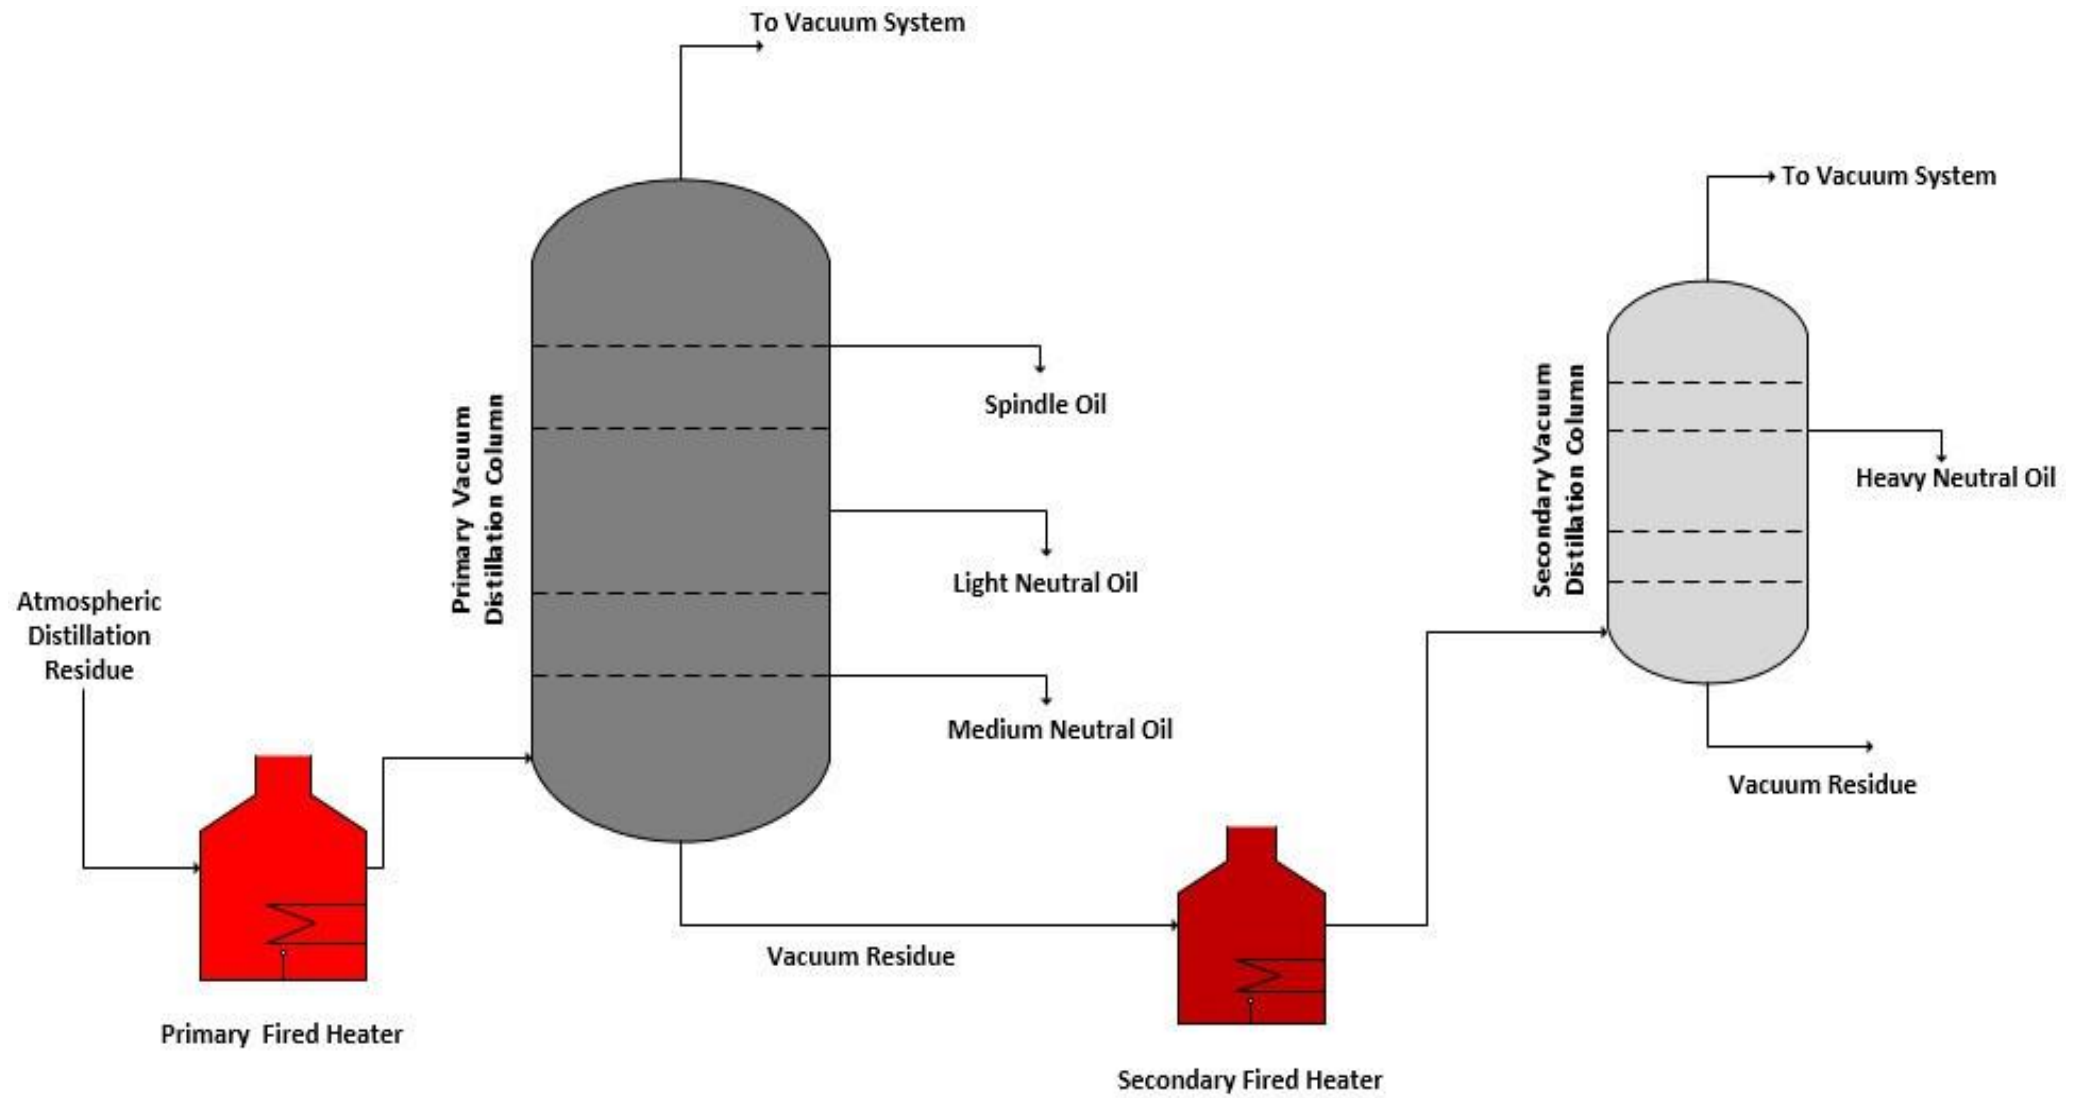 To Vacuum System
To Vacuum System
Primary Vacuum
Distillation Column
Spindle Oil
Light Neutral Oil
Medium Neutral Oil
Secondary Vacuum
Distillation Column
Heavy Neutral Oil
Atmospheric
Distillation
Residue
Vacuum Residue
Vacuum Residue
Primary Fired Heater
Secondary Fired Heater